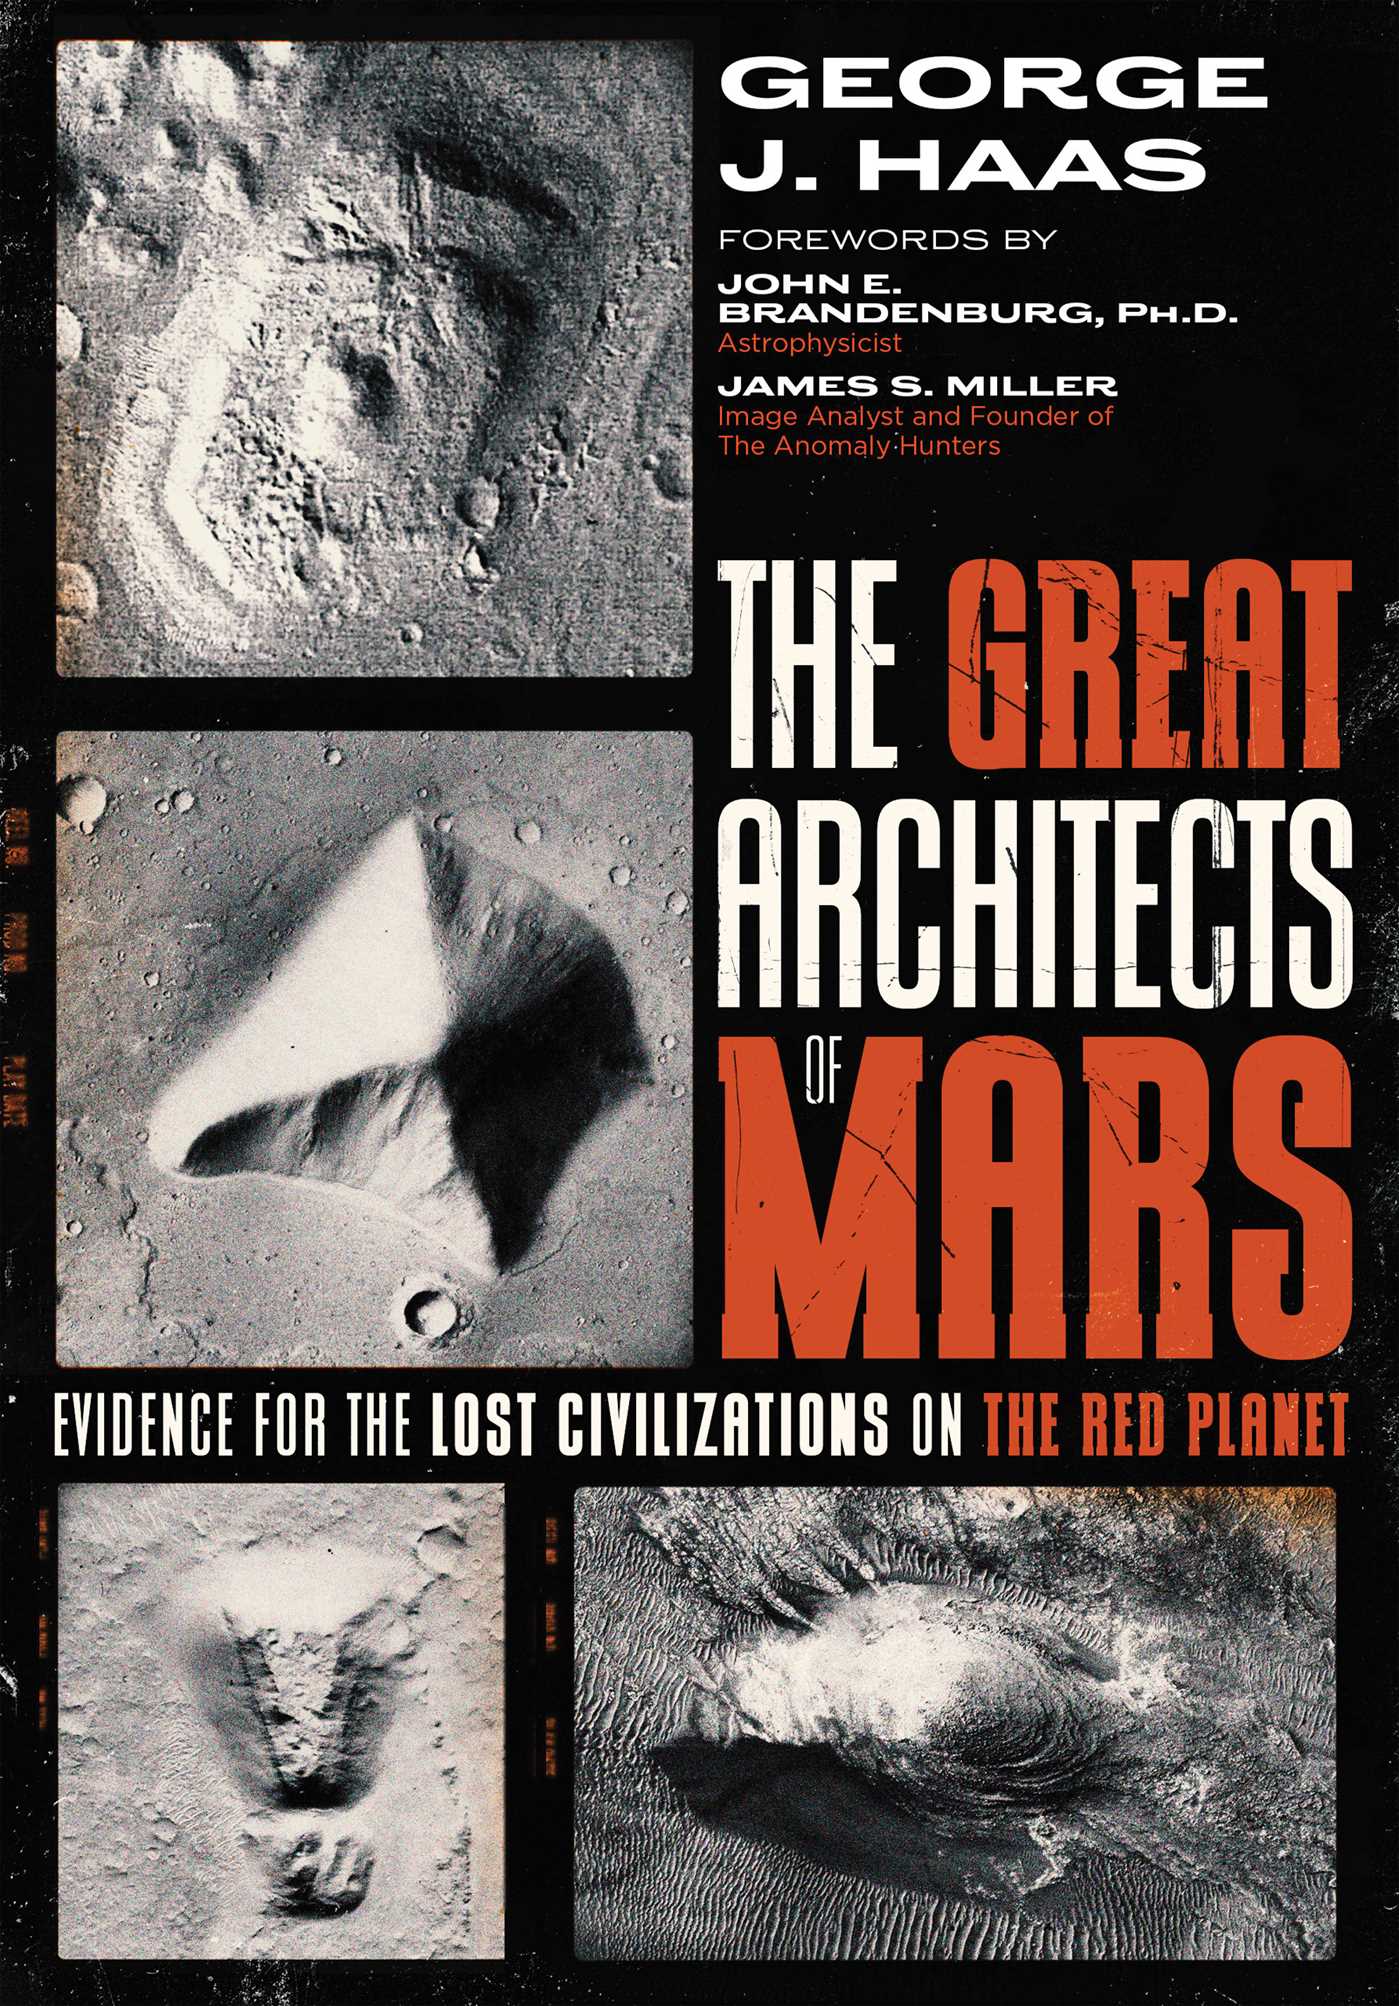 GEORGE
J. HAAS
FOREWORDS BY
JOHN E.
BRANDENBURG, PH.D.
Astrophysicist
JAMES S. MILLER
Image Analyst and Founder of
The Anomaly Hunters
THE GREAT
ARCHITECTS
OF MARS
EVIDENCE FOR THE LOST CIVILIZATIONS ON THE RED PLANET